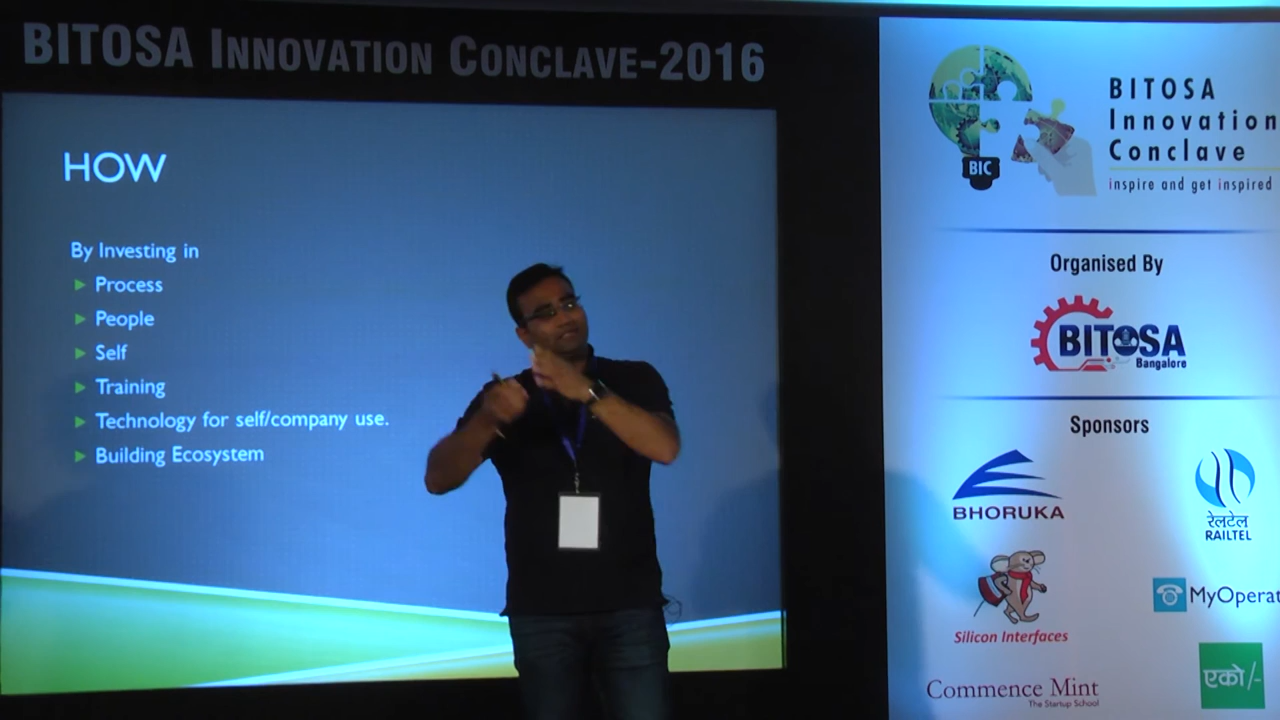 BITOSA INNOVATION CONCLAVE-2016
HOW
By Investing in
Process
People
Self
Training
Technology for self/company use.
Building Ecosystem
BIC
BITOSA
Innovation
Conclave
inspire and get inspired
Organised By
BITOSA
Bangalore
Sponsors
BHORUKA
रेलटेल
RAILTEL
Silicon Interfaces
MyOperat
Commence Mint
The Startup School
एको/-